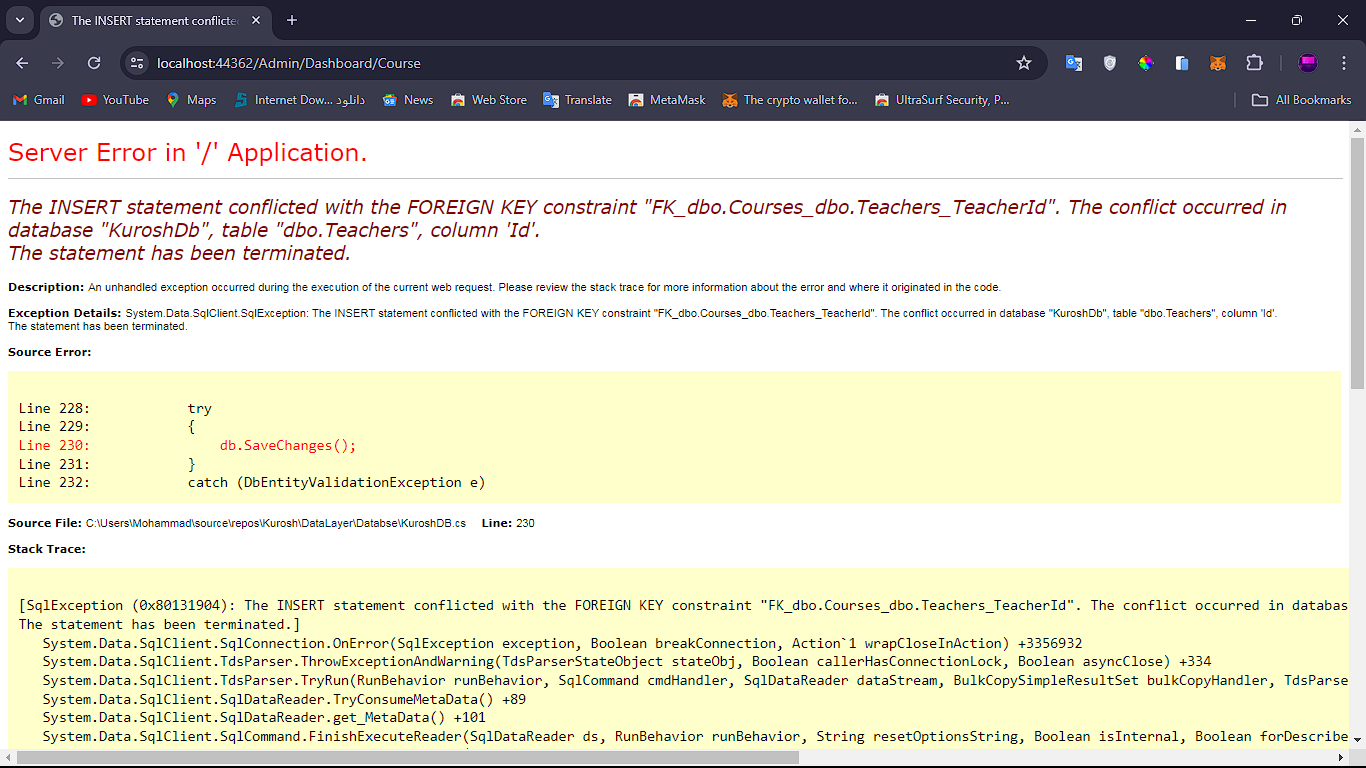 The INSERT statement conflicte
localhost:44362/Admin/Dashboard/Course
Gmail YouTube Maps Internet Dow... دانلود News Web Store Translate MetaMask The crypto wallet fo... UltraSurf Security, P... All Bookmarks
Server Error in '/' Application.
The INSERT statement conflicted with the FOREIGN KEY constraint "FK_dbo.Courses_dbo.Teachers_TeacherId". The conflict occurred in
database "KuroshDb", table "dbo.Teachers", column 'Id'.
The statement has been terminated.
Description: An unhandled exception occurred during the execution of the current web request. Please review the stack trace for more information about the error and where it originated in the code.
Exception Details: System.Data.SqlClient.SqlException: The INSERT statement conflicted with the FOREIGN KEY constraint "FK_dbo.Courses_dbo.Teachers_TeacherId". The conflict occurred in database "KuroshDb", table "dbo.Teachers", column 'Id'.
The statement has been terminated.
Source Error:
Line 228:            try
Line 229:            {
Line 230:                db.SaveChanges();
Line 231:            }
Line 232:            catch (DbEntityValidationException e)
Source File: C:\Users\Mohammad\source\repos\Kurosh\DataLayer\Databse\KuroshDB.cs    Line: 230
Stack Trace:
[SqlException (0x80131904): The INSERT statement conflicted with the FOREIGN KEY constraint "FK_dbo.Courses_dbo.Teachers_TeacherId". The conflict occurred in databas
The statement has been terminated.]
   System.Data.SqlClient.SqlConnection.OnError(SqlException exception, Boolean breakConnection, Action`1 wrapCloseInAction) +3356932
   System.Data.SqlClient.TdsParser.ThrowExceptionAndWarning(TdsParserStateObject stateObj, Boolean callerHasConnectionLock, Boolean asyncClose) +334
   System.Data.SqlClient.TdsParser.TryRun(RunBehavior runBehavior, SqlCommand cmdHandler, SqlDataReader dataStream, BulkCopySimpleResultSet bulkCopyHandler, TdsParse
   System.Data.SqlClient.SqlDataReader.TryConsumeMetaData() +89
   System.Data.SqlClient.SqlDataReader.get_MetaData() +101
   System.Data.SqlClient.SqlCommand.FinishExecuteReader(SqlDataReader ds, RunBehavior runBehavior, String resetOptionsString, Boolean isInternal, Boolean forDescribe